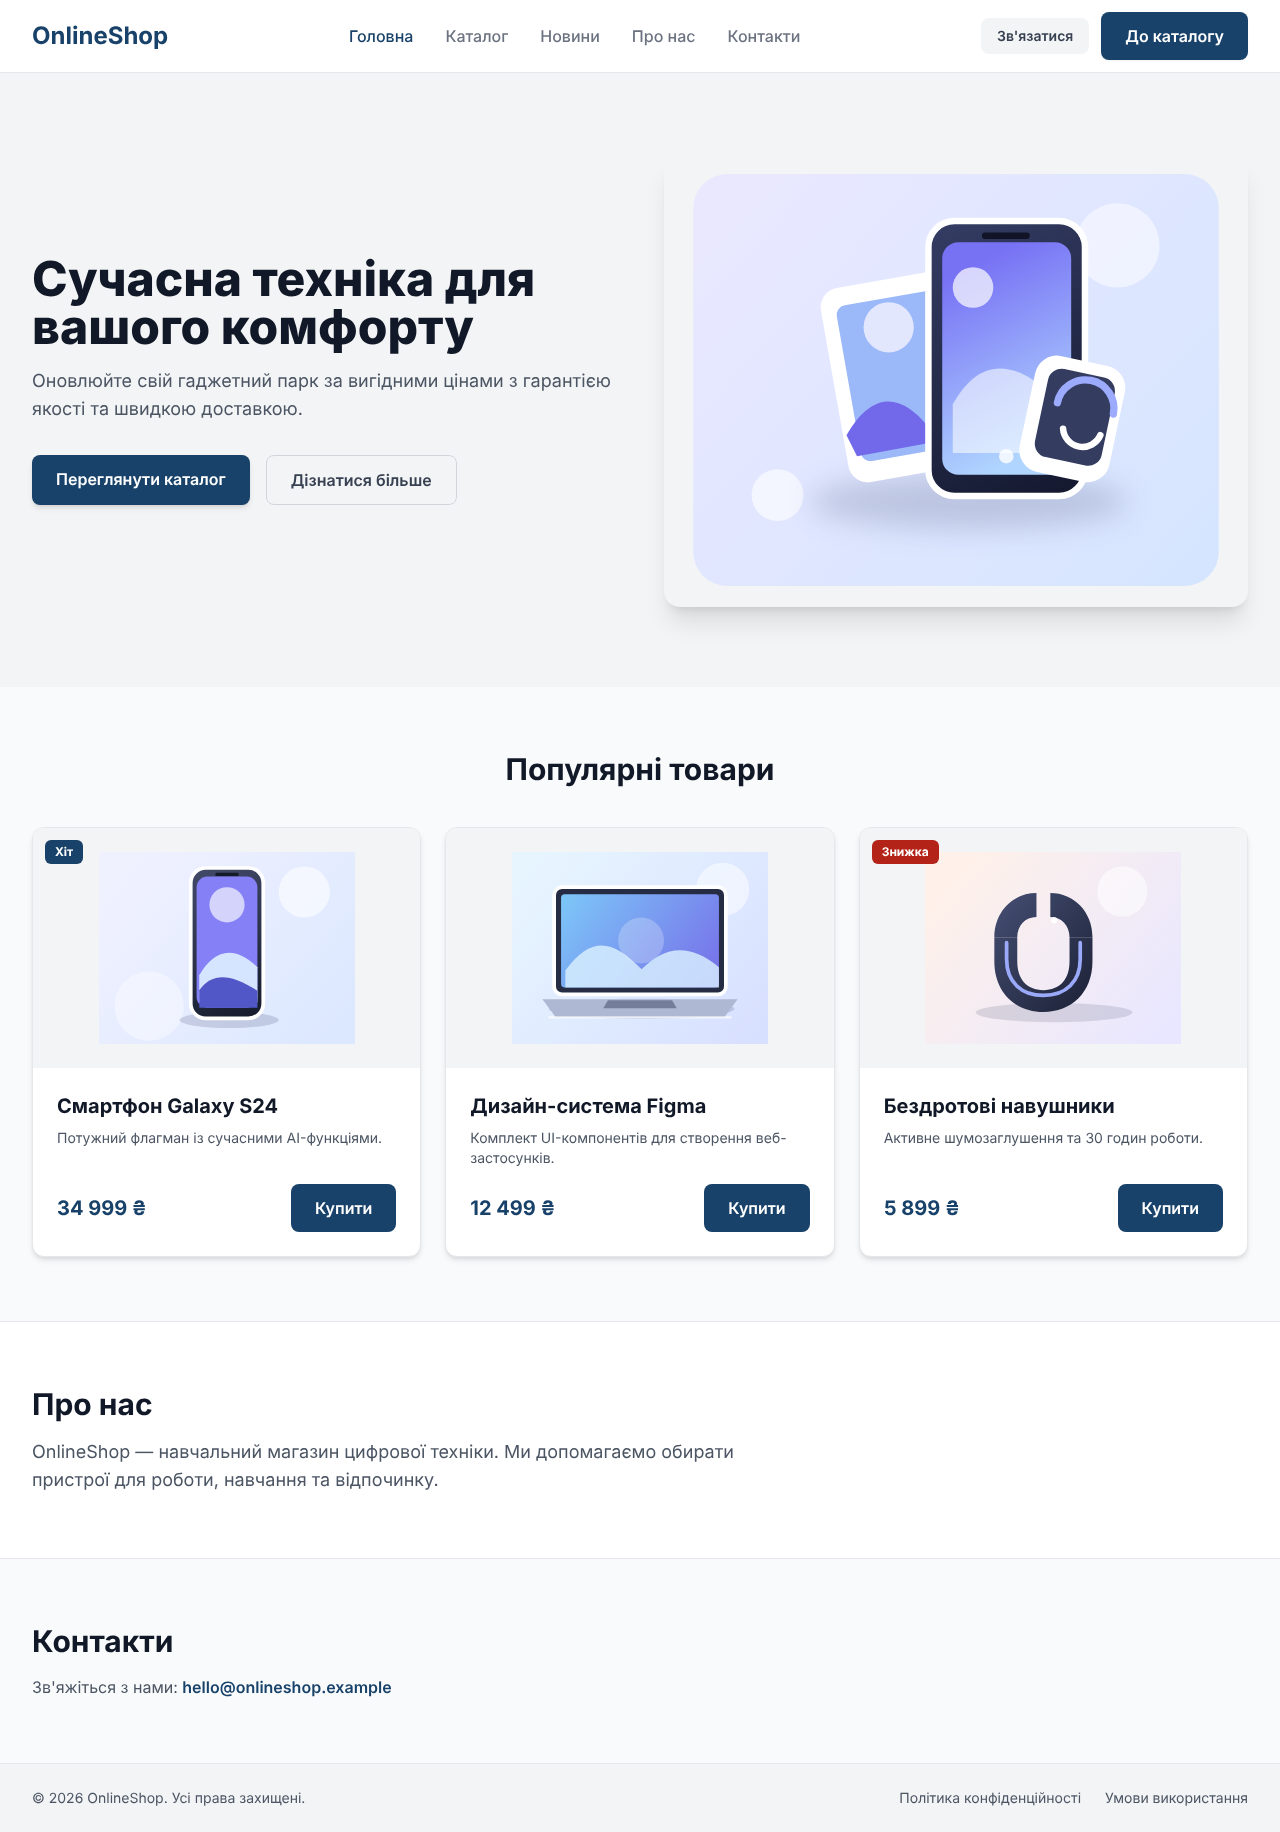 OnlineShop
Головна
Каталог
Новини
Про нас
Контакти
Зв'язатися
До каталогу
Сучасна техніка для
вашого комфорту
Оновлюйте свій гаджетний парк за вигідними цінами з гарантією
якості та швидкою доставкою.
Переглянути каталог
Дізнатися більше
Популярні товари
Хіт
Смартфон Galaxy S24
Потужний флагман із сучасними AI-функціями.
34 999 ₴
Купити
Дизайн-система Figma
Комплект UI-компонентів для створення веб-
застосунків.
12 499 ₴
Купити
Знижка
Бездротові навушники
Активне шумозаглушення та 30 годин роботи.
5 899 ₴
Купити
Про нас
OnlineShop — навчальний магазин цифрової техніки. Ми допомагаємо обирати
пристрої для роботи, навчання та відпочинку.
Контакти
Зв'яжіться з нами: hello@onlineshop.example
© 2026 OnlineShop. Усі права захищені.
Політика конфіденційності
Умови використання